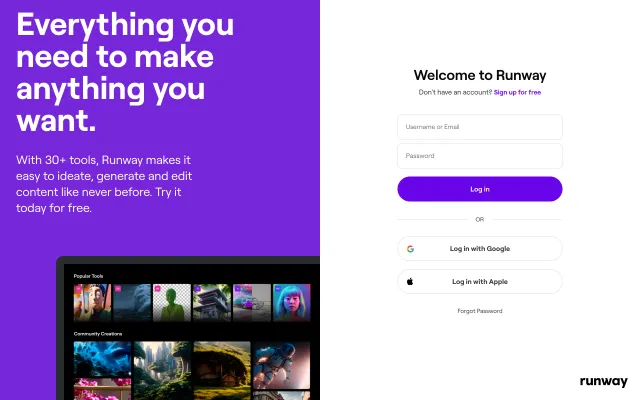 Everything you
need to make
anything you
want.
With 30+ tools, Runway makes it
easy to ideate, generate and edit
content like never before. Try it
today for free.
Popular Tools
Community Creations
Welcome to Runway
Don't have an account? Sign up for free
Username or Email
Password
Log in
OR
Log in with Google
Log in with Apple
Forgot Password
runway